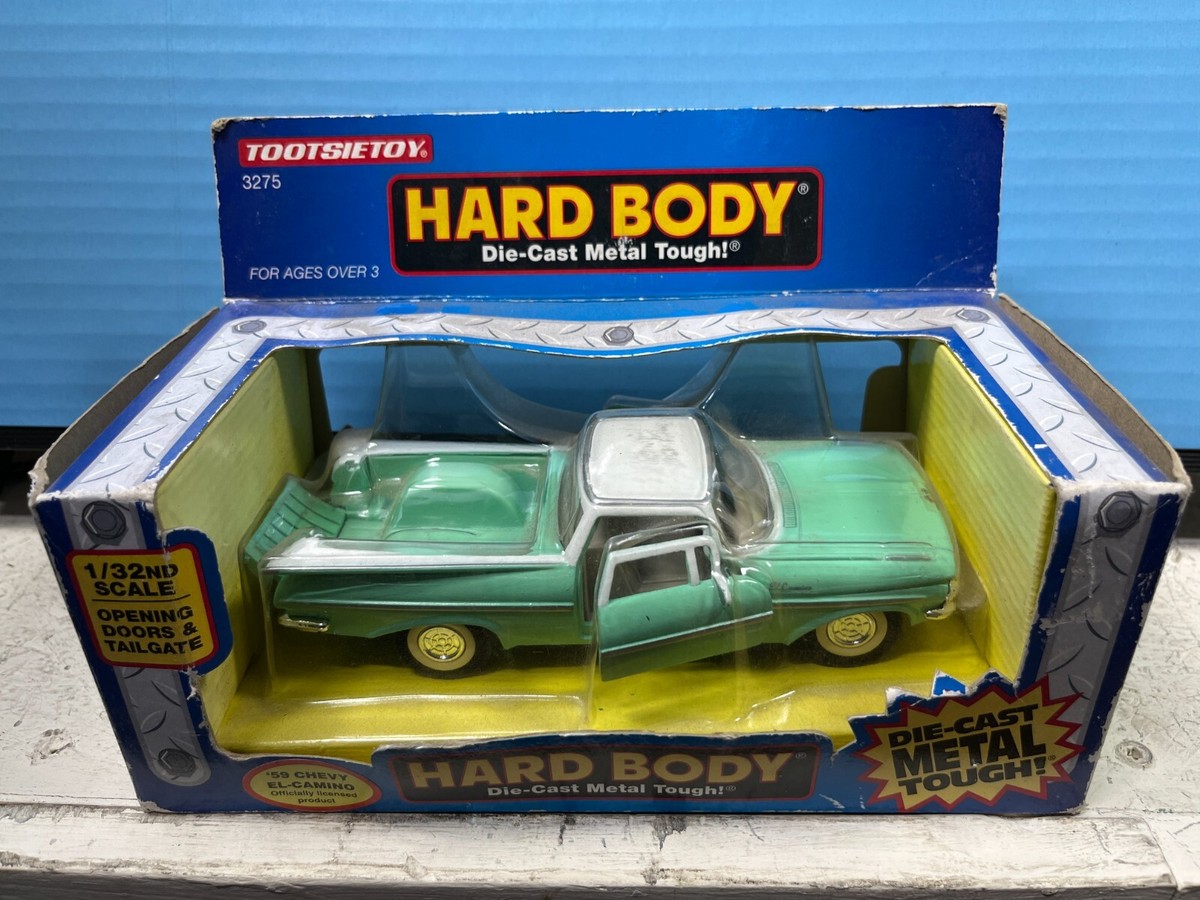 TOOTSIETOY®
3275
HARD BODY®
Die-Cast Metal Tough!®
FOR AGES OVER 3
1/32ND
SCALE
OPENING
DOORS &
TAILGATE
'59 CHEVY
EL-CAMINO
Officially licensed
product
HARD BODY®
Die-Cast Metal Tough!®
DIE-CAST
METAL
TOUGH!®